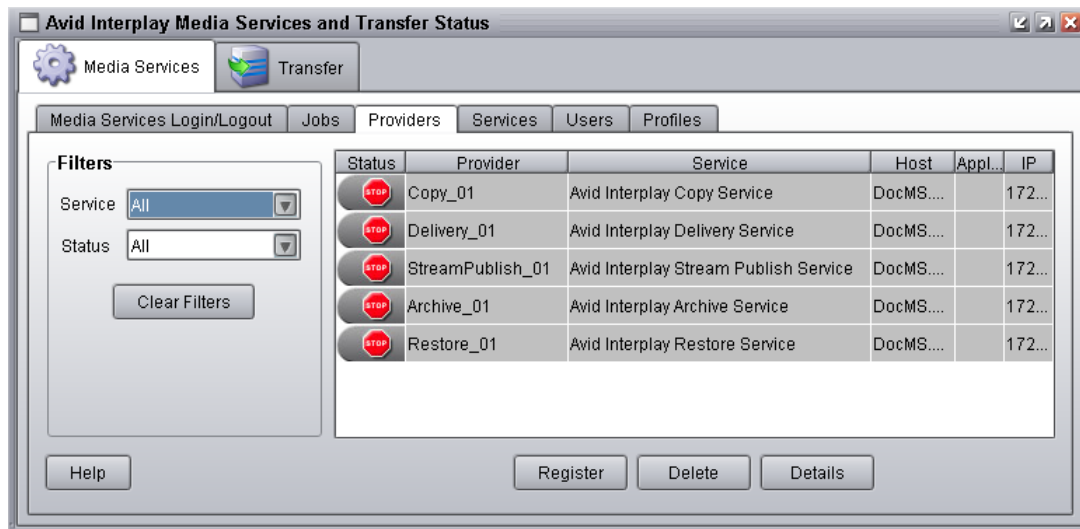 Avid Interplay Media Services and Transfer Status
Media Services Transfer
Media Services Login/Logout Jobs Providers Services Users Profiles
Filters
Service All
Status All
Clear Filters
Status Provider Service Host Appl... IP
STOP Copy_01 Avid Interplay Copy Service DocMS.... 172...
STOP Delivery_01 Avid Interplay Delivery Service DocMS.... 172...
STOP StreamPublish_01 Avid Interplay Stream Publish Service DocMS.... 172...
STOP Archive_01 Avid Interplay Archive Service DocMS.... 172...
STOP Restore_01 Avid Interplay Restore Service DocMS.... 172...
Help Register Delete Details